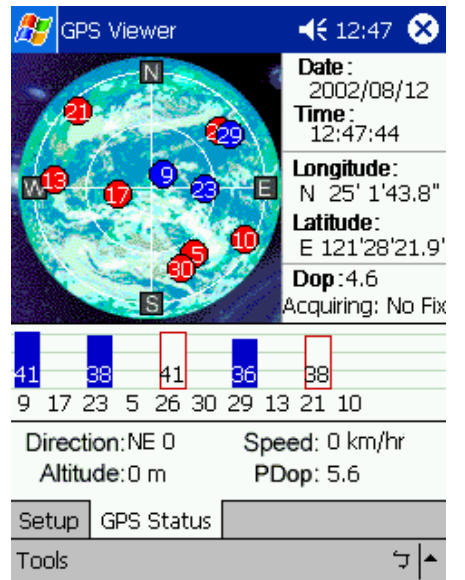 GPS Viewer 12:47
N
21
29
13
W
17
9
23
E
10
5
30
S
Date:
2002/08/12
Time:
12:47:44
Longitude:
N 25' 1'43.8"
Latitude:
E 121'28'21.9'
Dop:4.6
Acquiring: No Fix
41 38 41 36 38
9 17 23 5 26 30 29 13 21 10
Direction:NE 0 Speed: 0 km/hr
Altitude:0 m PDop: 5.6
Setup GPS Status
Tools